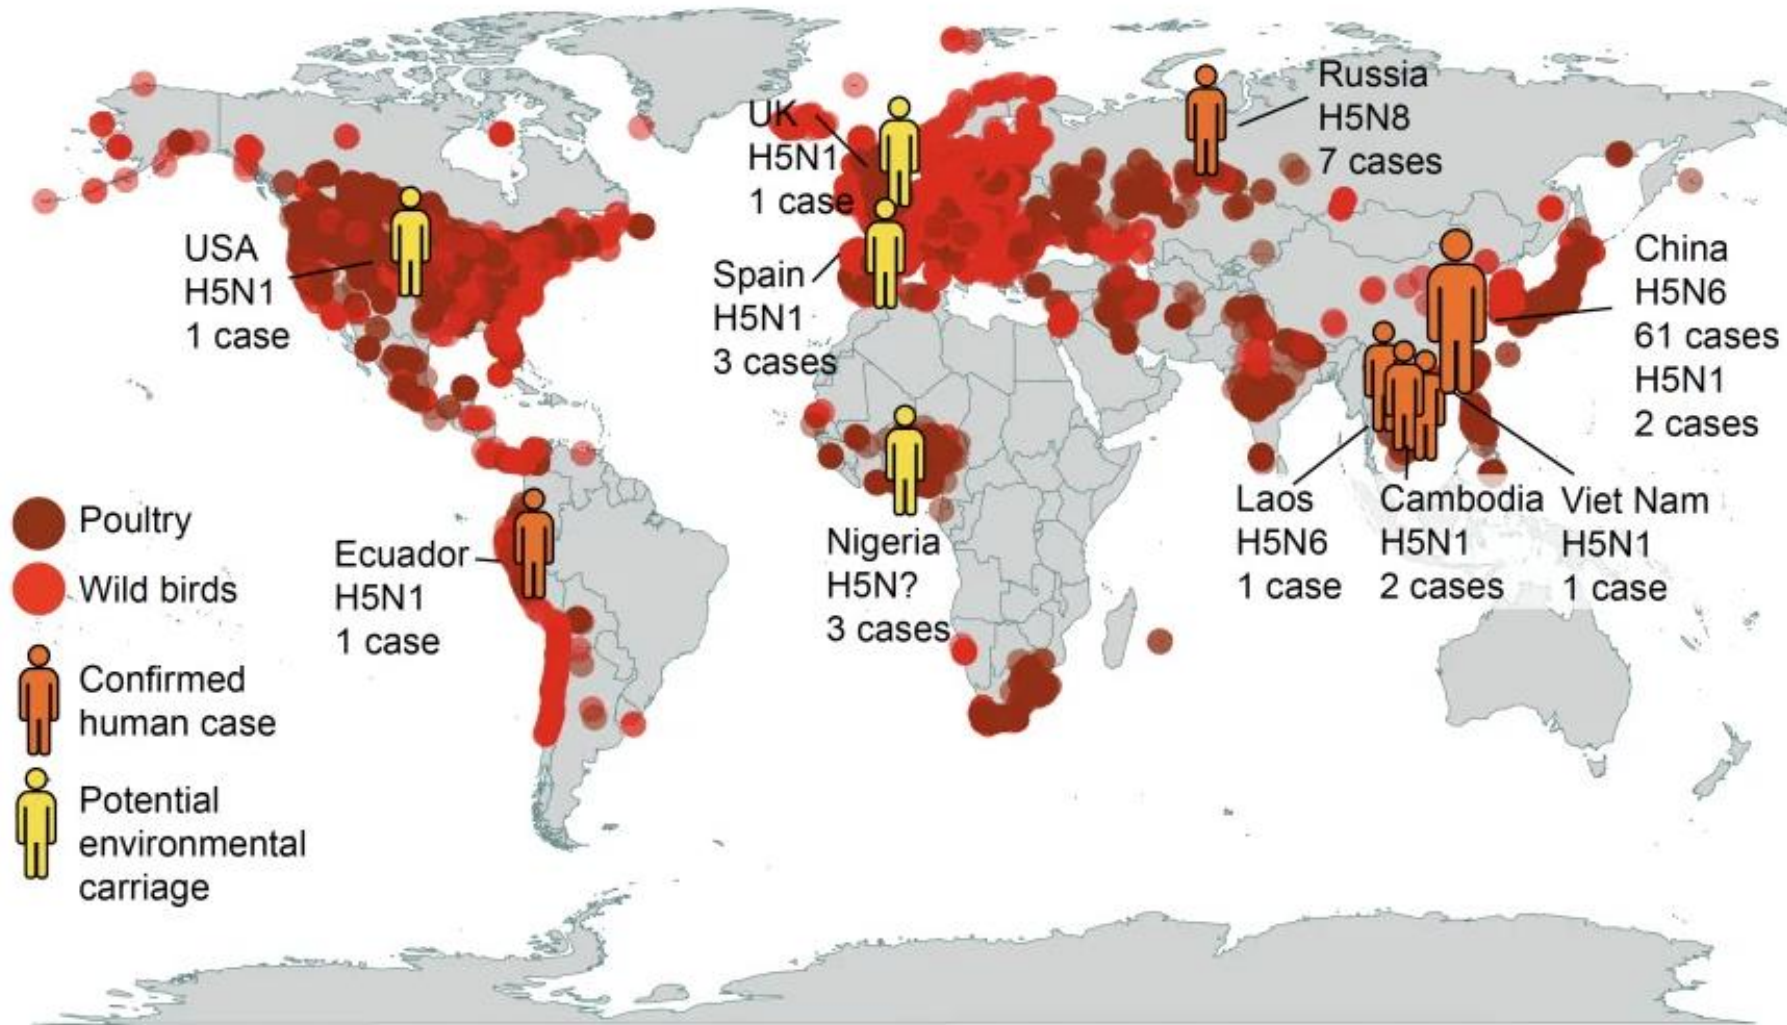 Russia
H5N8
7 cases
UK
H5N1
1 case
USA
H5N1
1 case
Spain
H5N1
3 cases
China
H5N6
61 cases
H5N1
2 cases
Poultry
Wild birds
Confirmed
human case
Potential
environmental
carriage
Ecuador
H5N1
1 case
Nigeria
H5N?
3 cases
Laos
H5N6
1 case
Cambodia
H5N1
2 cases
Viet Nam
H5N1
1 case